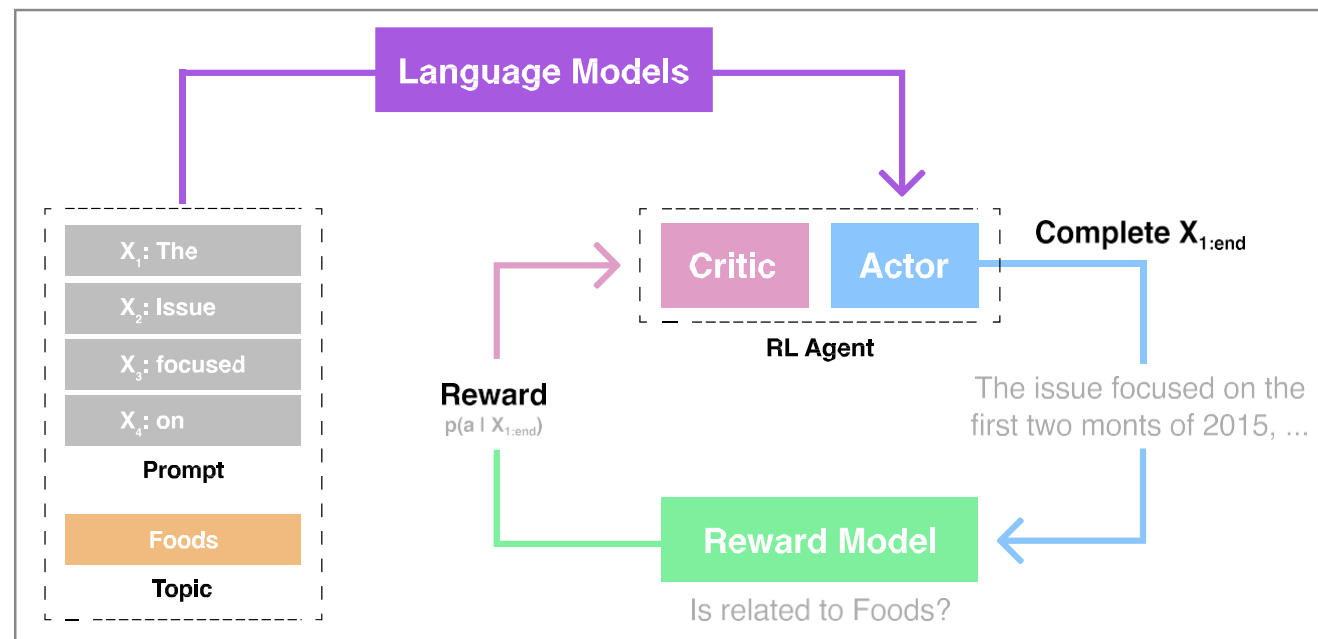 Language Models
X1: The
X2: Issue
X3: focused
X4: on
Prompt
Foods
Topic
Critic
Actor
RL Agent
Complete X1:end
The issue focused on the
first two monts of 2015, ...
Reward
p(a | X1:end)
Reward Model
Is related to Foods?